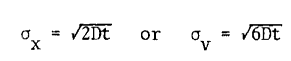 σₓ = √2Dt or σᵥ = √6Dt